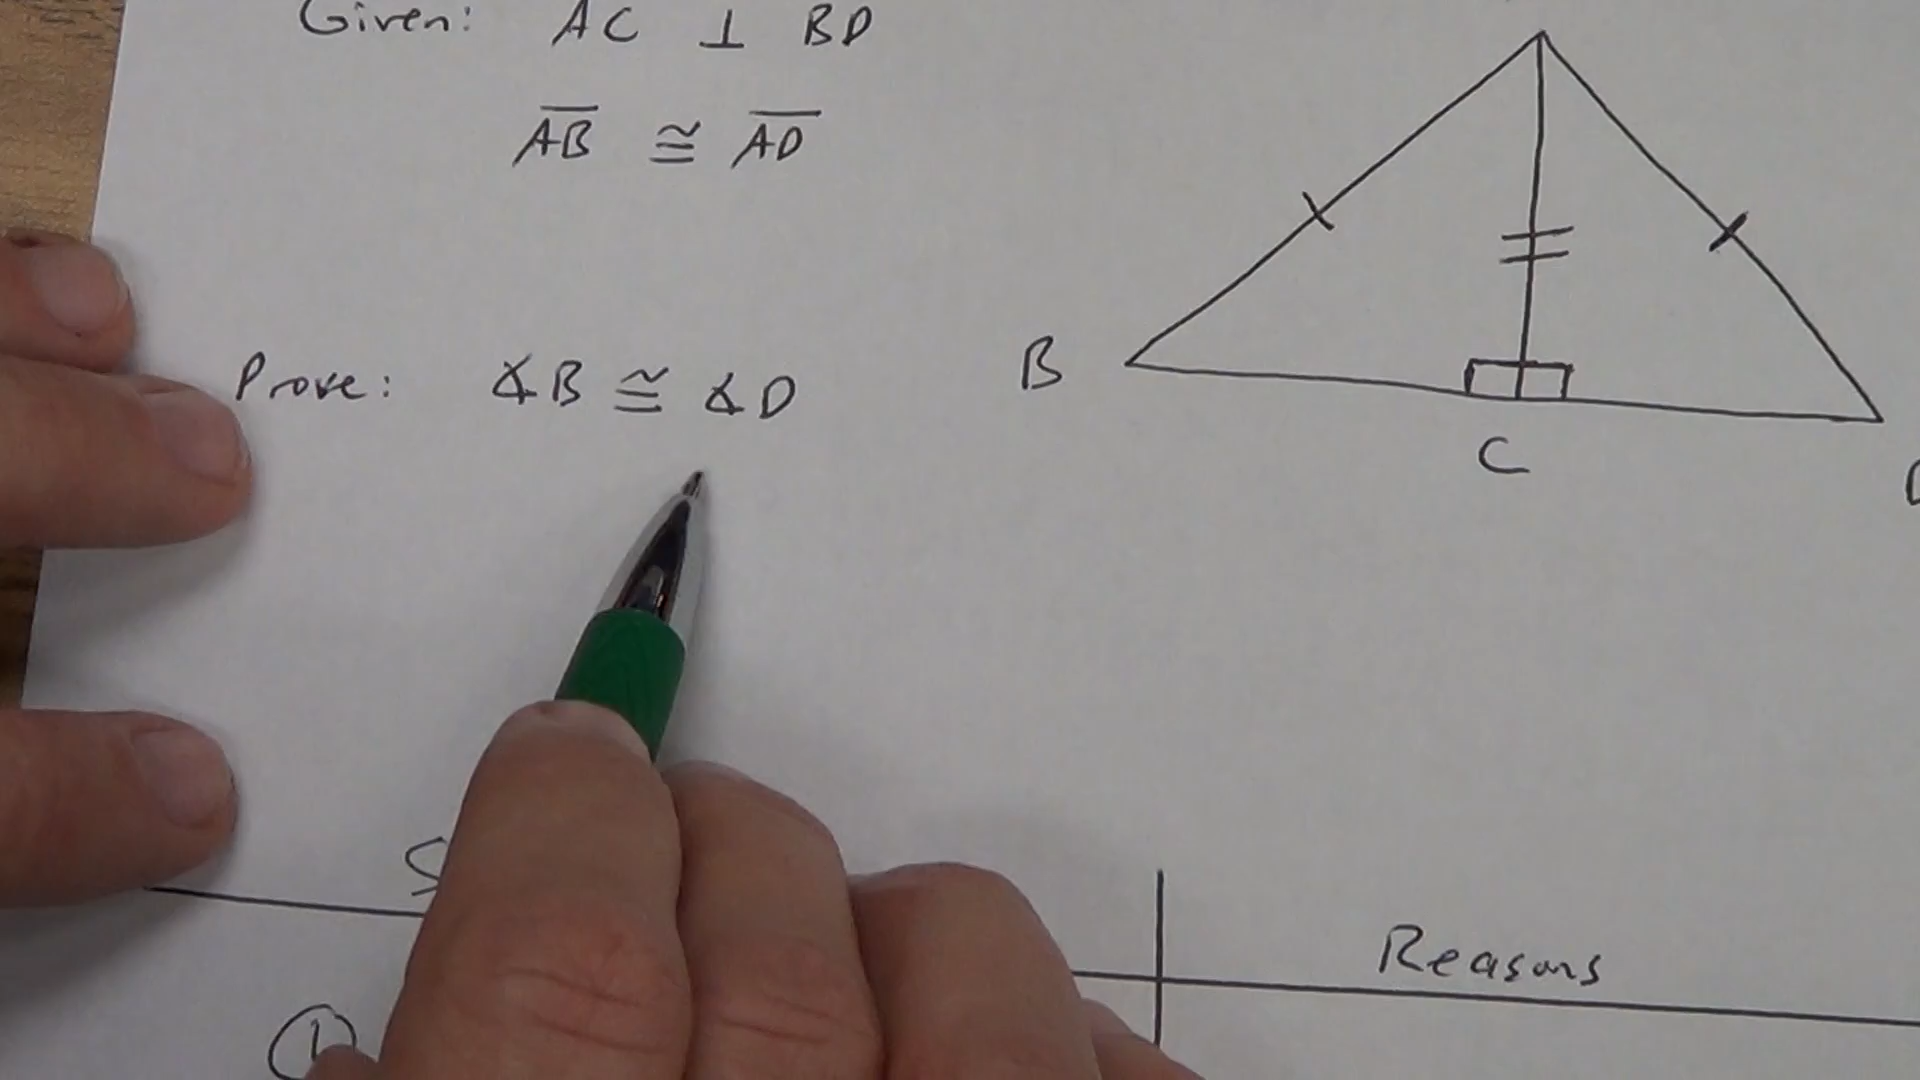 Given: AC ⊥ BD
AB ≅ AD
Prove: ∡B ≅ ∡D
B
C
Reasons
①